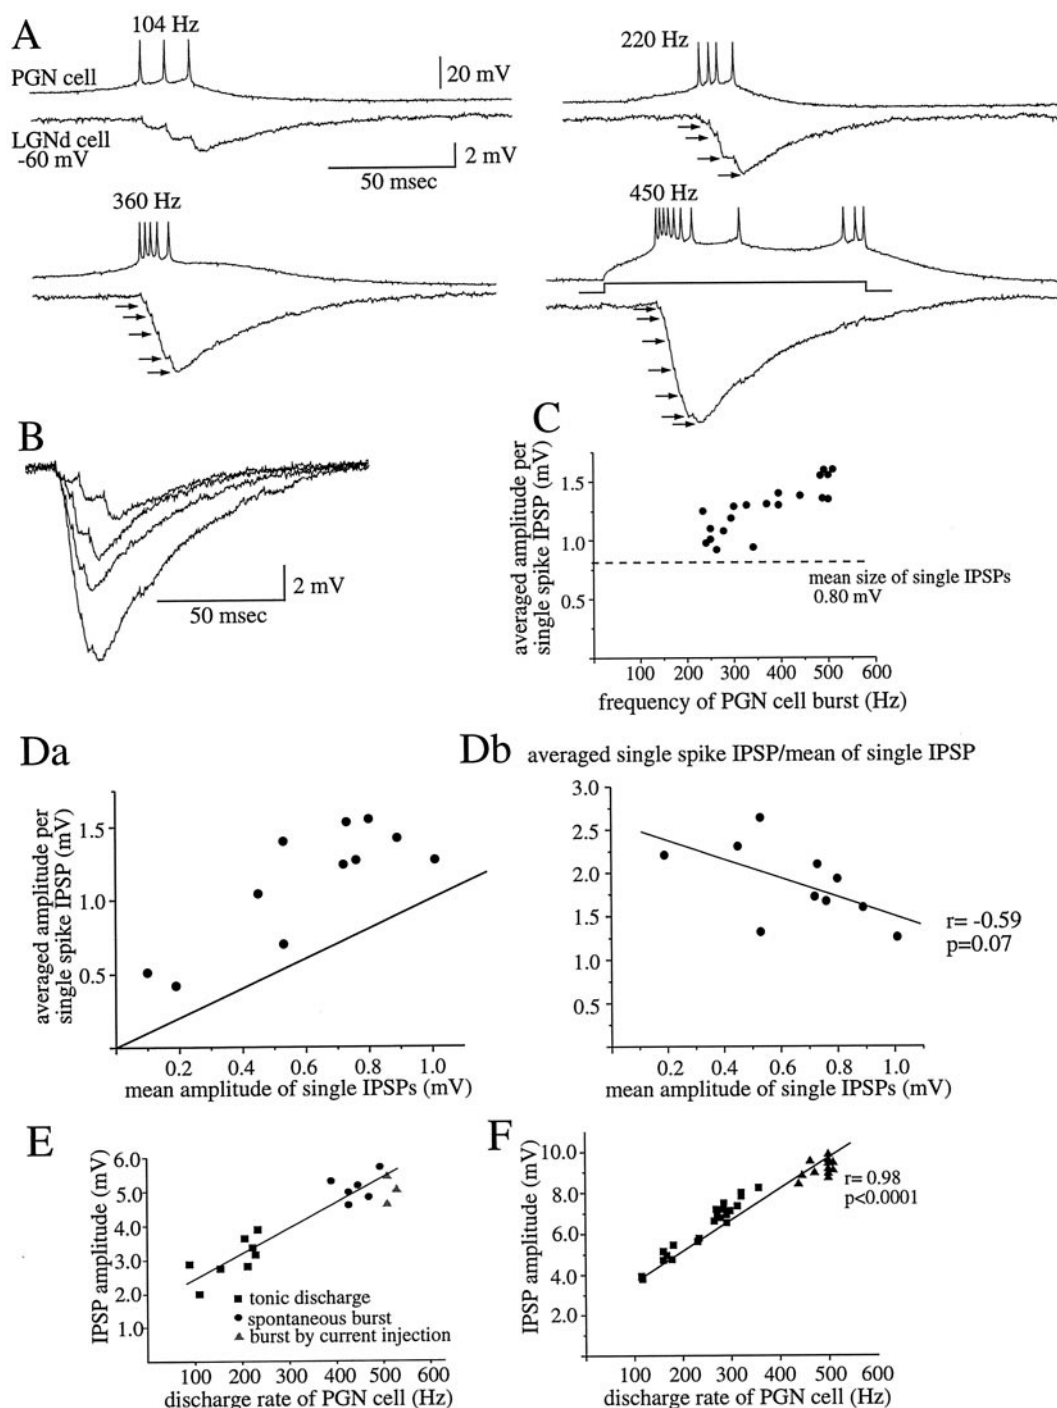 A
104 Hz
PGN cell
20 mV
LGNd cell
-60 mV
2 mV
50 msec
220 Hz
360 Hz
450 Hz
B
2 mV
50 msec
C
averaged amplitude per
single spike IPSP (mV)
1.5
1.0
0.5
mean size of single IPSPs
0.80 mV
100 200 300 400 500 600
frequency of PGN cell burst (Hz)
Da
averaged amplitude per
single spike IPSP (mV)
1.5
1.0
0.5
0.2 0.4 0.6 0.8 1.0
mean amplitude of single IPSPs (mV)
Db
averaged single spike IPSP/mean of single IPSP
3.0
2.5
2.0
1.5
1.0
0.5
r= -0.59
p=0.07
0.2 0.4 0.6 0.8 1.0
mean amplitude of single IPSPs (mV)
E
IPSP amplitude (mV)
6.0
5.0
4.0
3.0
2.0
1.0
tonic discharge
spontaneous burst
burst by current injection
100 200 300 400 500 600
discharge rate of PGN cell (Hz)
F
IPSP amplitude (mV)
10.0
8.0
6.0
4.0
2.0
r= 0.98
p<0.0001
100 200 300 400 500 600
discharge rate of PGN cell (Hz)